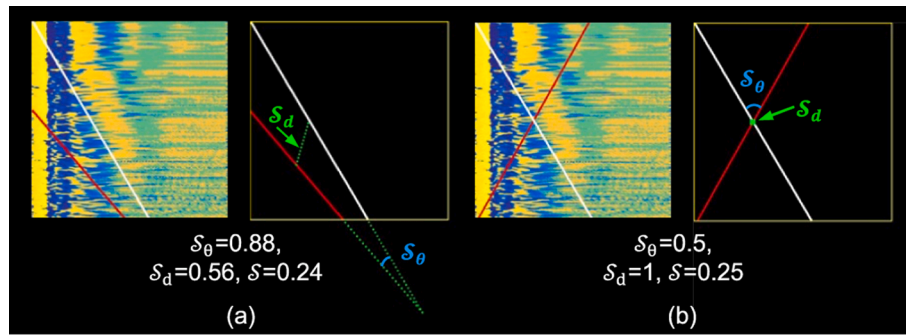 𝒮d
𝒮θ
𝒮θ=0.88,
𝒮d=0.56, 𝒮=0.24
(a)
𝒮θ
𝒮d
𝒮θ=0.5,
𝒮d=1, 𝒮=0.25
(b)